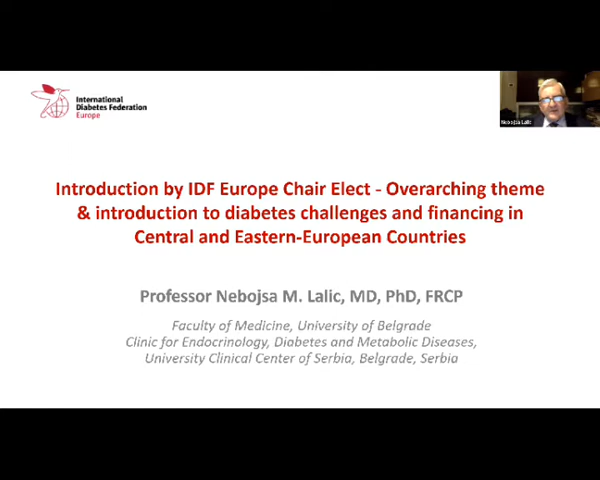 International
Diabetes Federation
Europe
Nebojsa Lalic
Introduction by IDF Europe Chair Elect - Overarching theme
& introduction to diabetes challenges and financing in
Central and Eastern-European Countries
Professor Nebojsa M. Lalic, MD, PhD, FRCP
Faculty of Medicine, University of Belgrade
Clinic for Endocrinology, Diabetes and Metabolic Diseases,
University Clinical Center of Serbia, Belgrade, Serbia